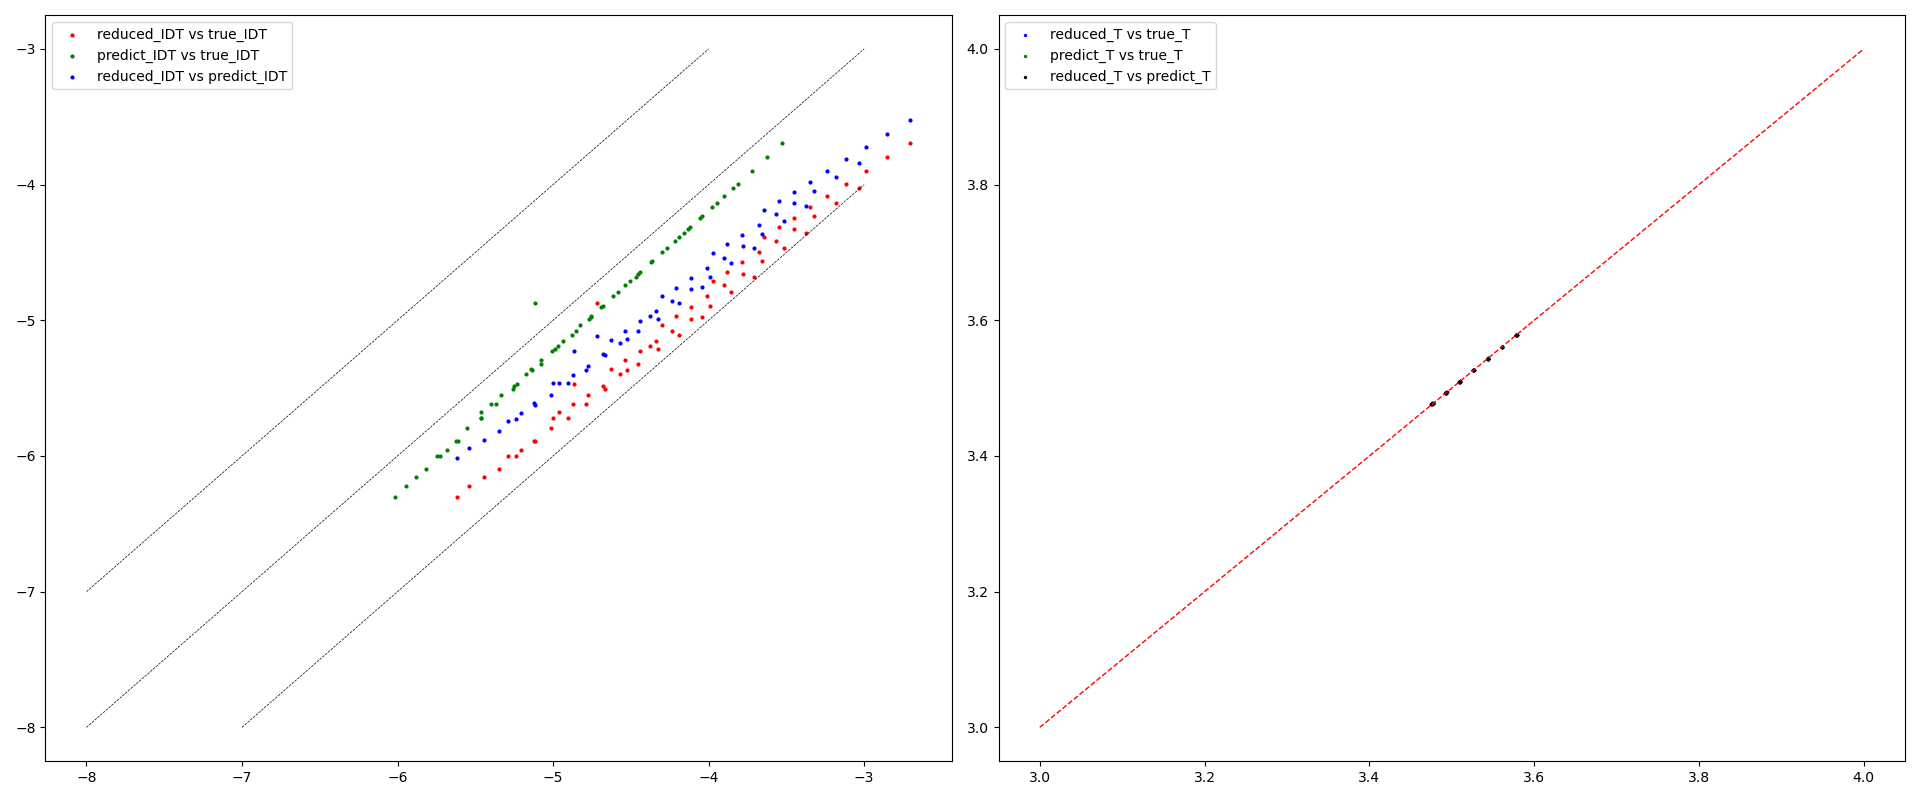 reduced_IDT vs true_IDT
predict_IDT vs true_IDT
reduced_IDT vs predict_IDT
−3
−4
−5
−6
−7
−8
−8 −7 −6 −5 −4 −3
reduced_T vs true_T
predict_T vs true_T
reduced_T vs predict_T
4.0
3.8
3.6
3.4
3.2
3.0
3.0 3.2 3.4 3.6 3.8 4.0